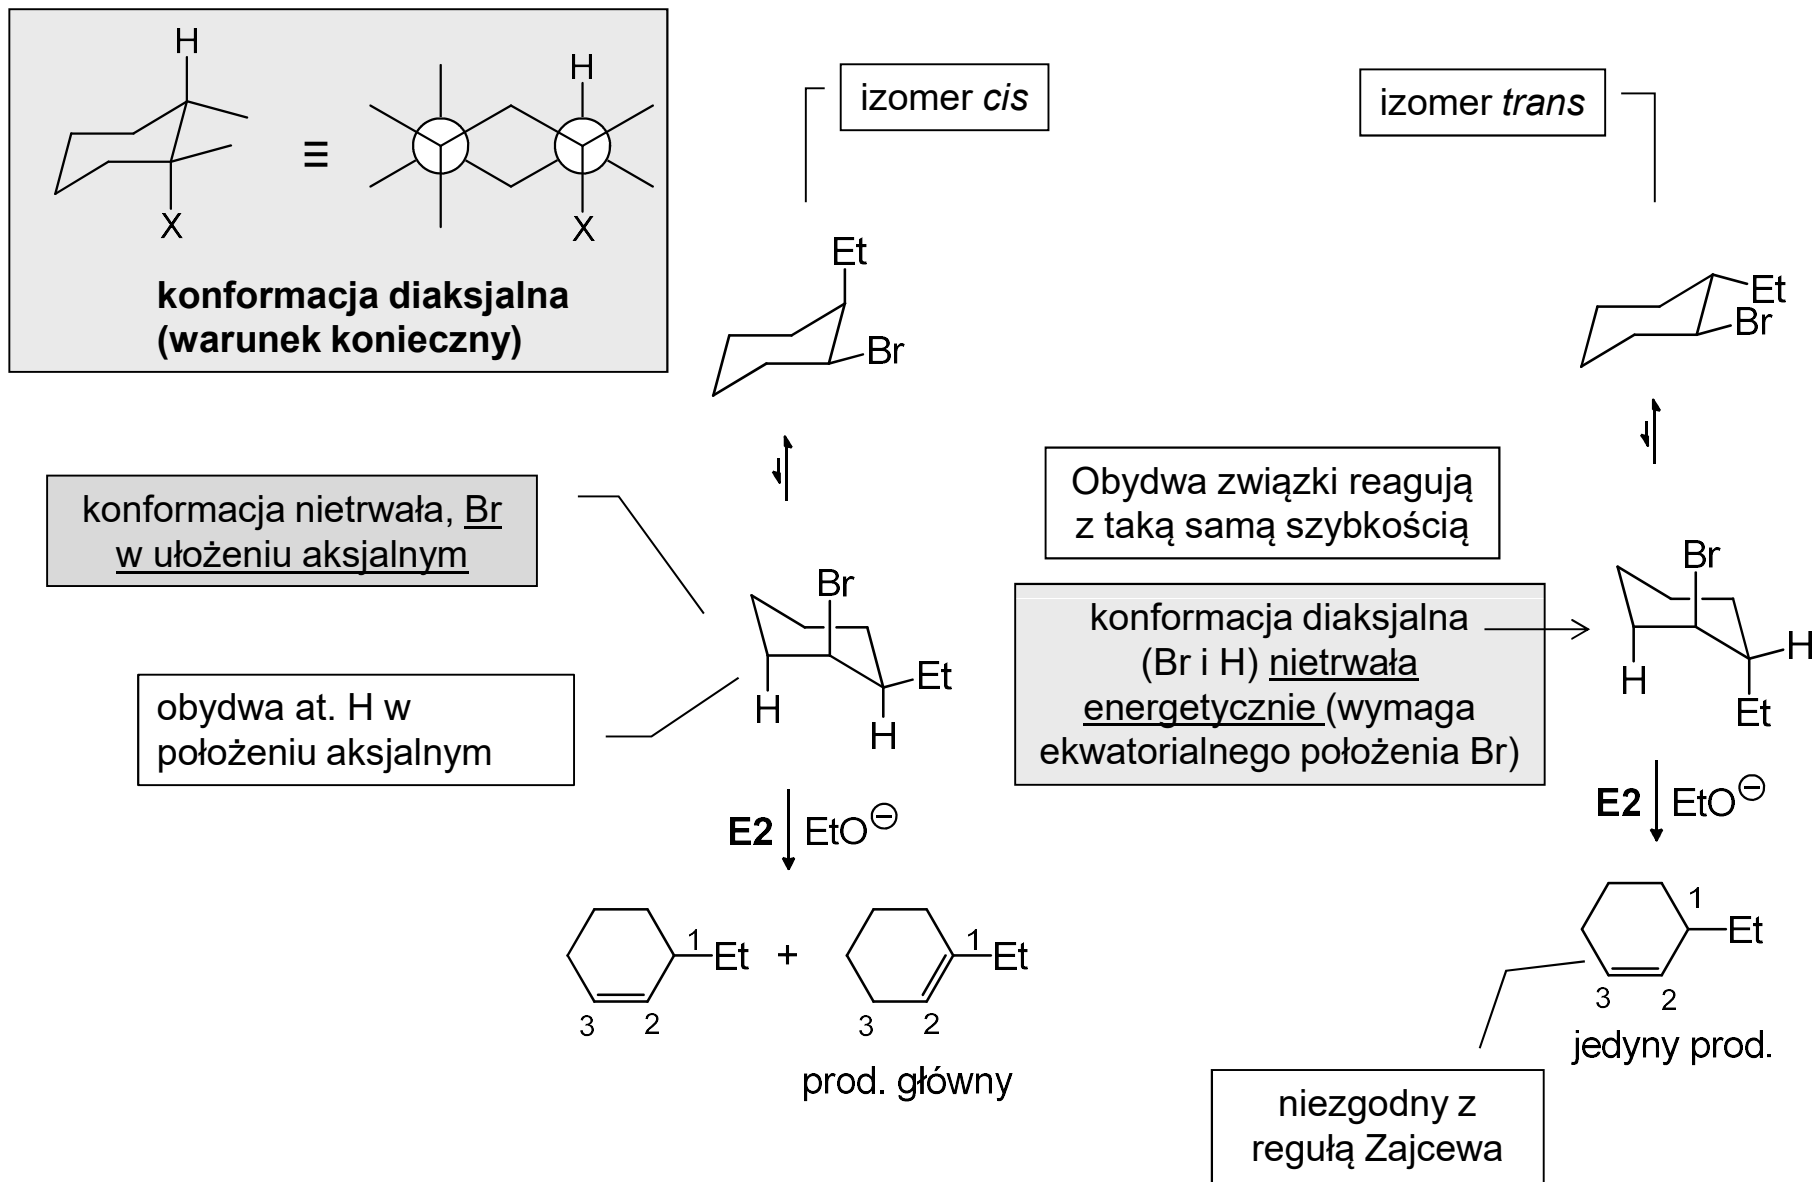 H
H
≡
X
X
konformacja diaksjalna
(warunek konieczny)
izomer cis
izomer trans
Et
Br
Et
Br
konformacja nietrwała, Br
w ułożeniu aksjalnym
Obydwa związki reagują
z taką samą szybkością
Br
Et
H
H
obydwa at. H w
położeniu aksjalnym
konformacja diaksjalna
(Br i H) nietrwała
energetycznie (wymaga
ekwatorialnego położenia Br)
Br
H
H
Et
E2 EtO⊖
E2 EtO⊖
1
Et
3 2
+
1
Et
3 2
prod. główny
1
Et
3 2
jedyny prod.
niezgodny z
regułą Zajcewa